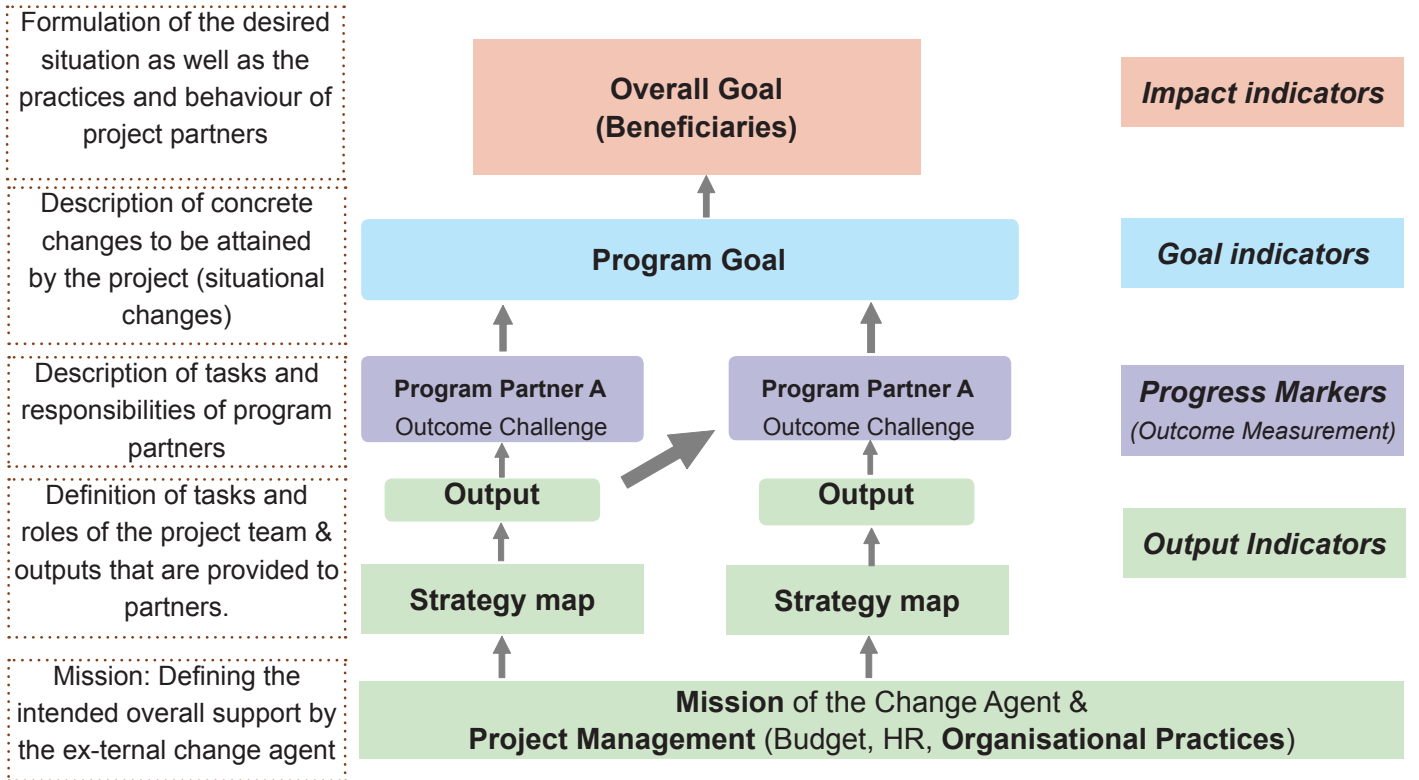 Formulation of the desired
situation as well as the
practices and behaviour of
project partners
Overall Goal
(Beneficiaries)
Impact indicators
Description of concrete
changes to be attained
by the project (situational
changes)
Program Goal
Goal indicators
Description of tasks and
responsibilities of program
partners
Program Partner A
Outcome Challenge
Program Partner A
Outcome Challenge
Progress Markers
(Outcome Measurement)
Definition of tasks and
roles of the project team &
outputs that are provided to
partners.
Output
Output
Output Indicators
Strategy map
Strategy map
Mission: Defining the
intended overall support by
the ex-ternal change agent
Mission of the Change Agent &
Project Management (Budget, HR, Organisational Practices)